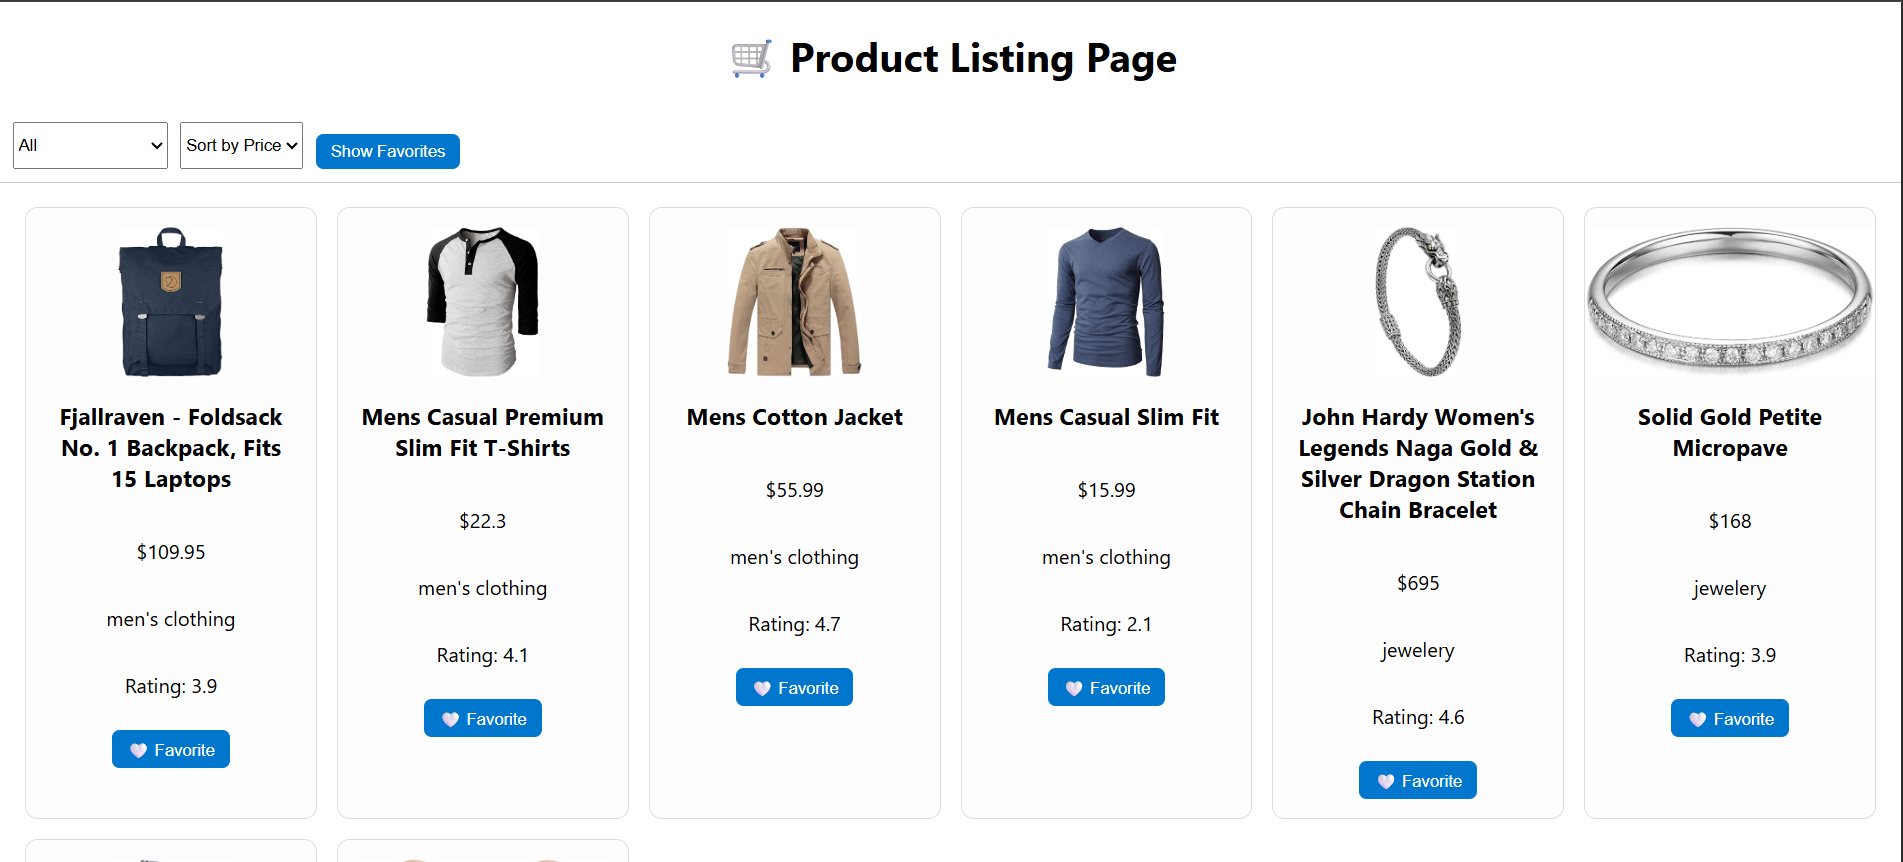 🛒 Product Listing Page
All
Sort by Price
Show Favorites
Fjallraven - Foldsack
No. 1 Backpack, Fits
15 Laptops
$109.95
men's clothing
Rating: 3.9
🤍 Favorite
Mens Casual Premium
Slim Fit T-Shirts
$22.3
men's clothing
Rating: 4.1
🤍 Favorite
Mens Cotton Jacket
$55.99
men's clothing
Rating: 4.7
🤍 Favorite
Mens Casual Slim Fit
$15.99
men's clothing
Rating: 2.1
🤍 Favorite
John Hardy Women's
Legends Naga Gold &
Silver Dragon Station
Chain Bracelet
$695
jewelery
Rating: 4.6
🤍 Favorite
Solid Gold Petite
Micropave
$168
jewelery
Rating: 3.9
🤍 Favorite